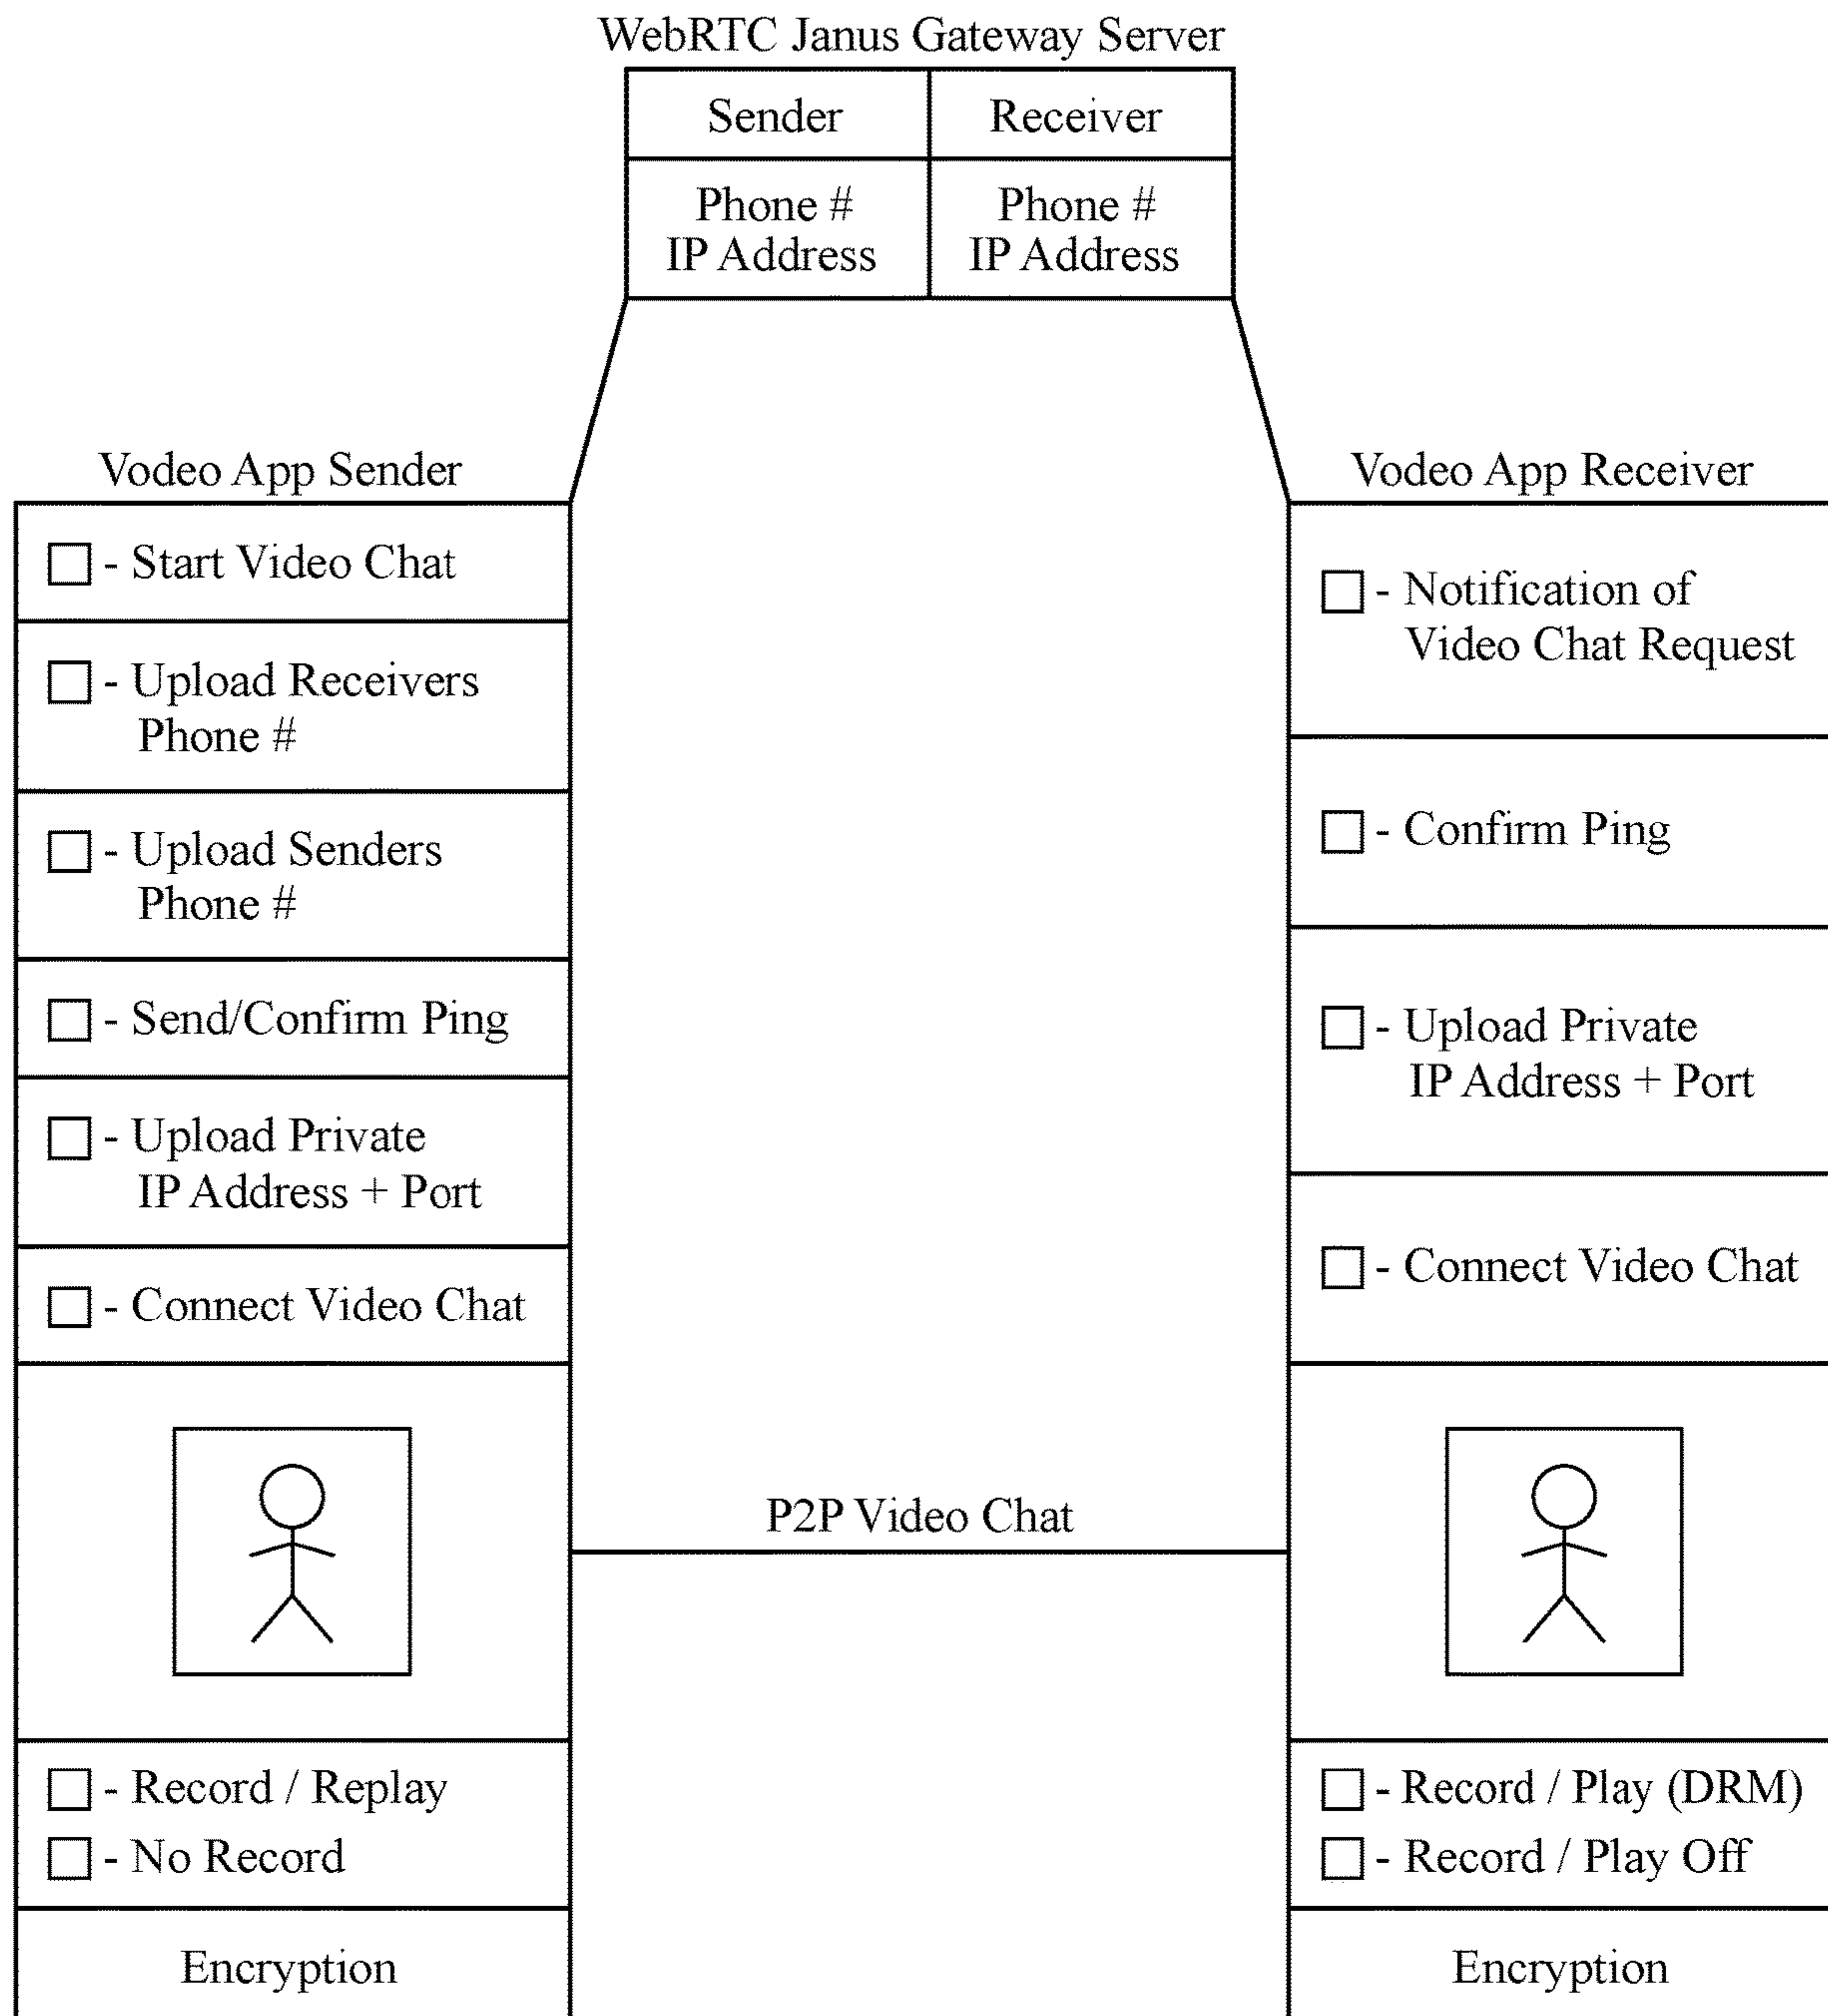 WebRTC Janus Gateway Server
Sender
Receiver
Phone #
IP Address
Phone #
IP Address
Vodeo App Sender
- Start Video Chat
- Upload Receivers
Phone #
- Upload Senders
Phone #
- Send/Confirm Ping
- Upload Private
IP Address + Port
- Connect Video Chat
- Record / Replay
- No Record
Encryption
P2P Video Chat
Vodeo App Receiver
- Notification of
Video Chat Request
- Confirm Ping
- Upload Private
IP Address + Port
- Connect Video Chat
- Record / Play (DRM)
- Record / Play Off
Encryption